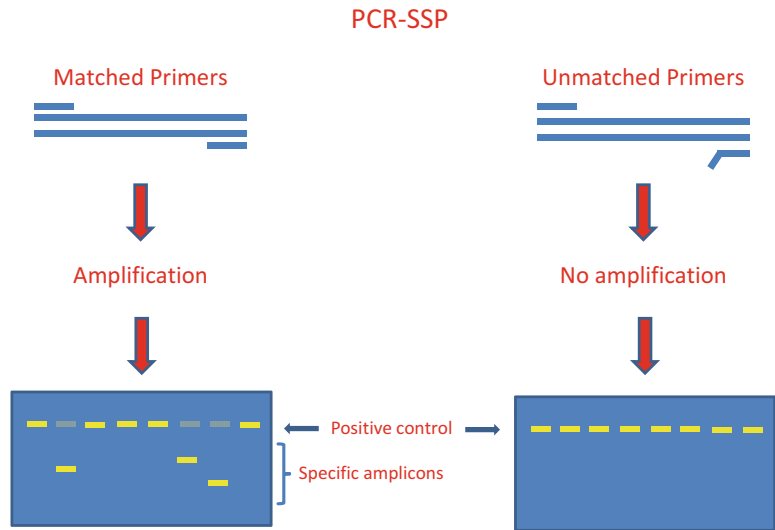 PCR-SSP
Matched Primers
Unmatched Primers
Amplification
No amplification
Positive control
Specific amplicons